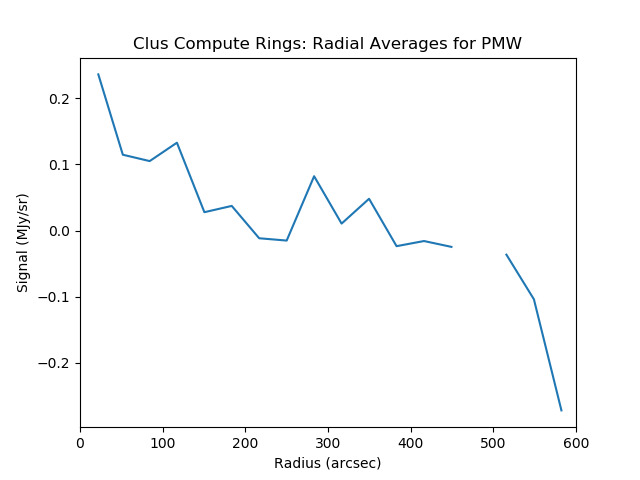 Clus Compute Rings: Radial Averages for PMW
Signal (MJy/sr)
0.2
0.1
0.0
−0.1
−0.2
0 100 200 300 400 500 600
Radius (arcsec)